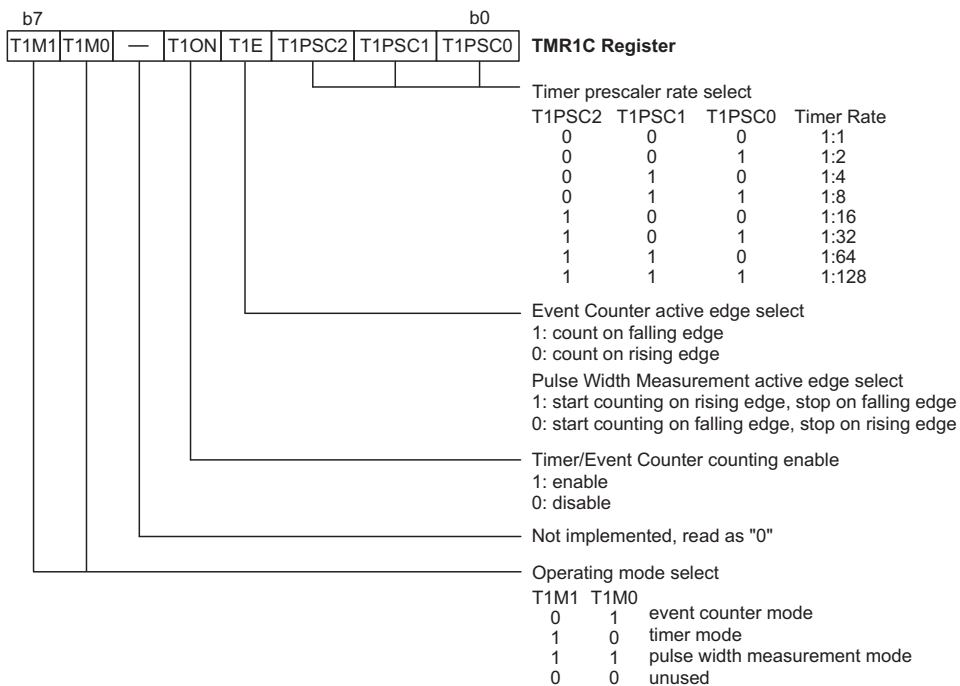 b7 b0
T1M1 T1M0 — T1ON T1E T1PSC2 T1PSC1 T1PSC0 TMR1C Register
Timer prescaler rate select
T1PSC2 T1PSC1 T1PSC0 Timer Rate
0 0 0 1:1
0 0 1 1:2
0 1 0 1:4
0 1 1 1:8
1 0 0 1:16
1 0 1 1:32
1 1 0 1:64
1 1 1 1:128
Event Counter active edge select
1: count on falling edge
0: count on rising edge
Pulse Width Measurement active edge select
1: start counting on rising edge, stop on falling edge
0: start counting on falling edge, stop on rising edge
Timer/Event Counter counting enable
1: enable
0: disable
Not implemented, read as "0"
Operating mode select
T1M1 T1M0
0 1 event counter mode
1 0 timer mode
1 1 pulse width measurement mode
0 0 unused